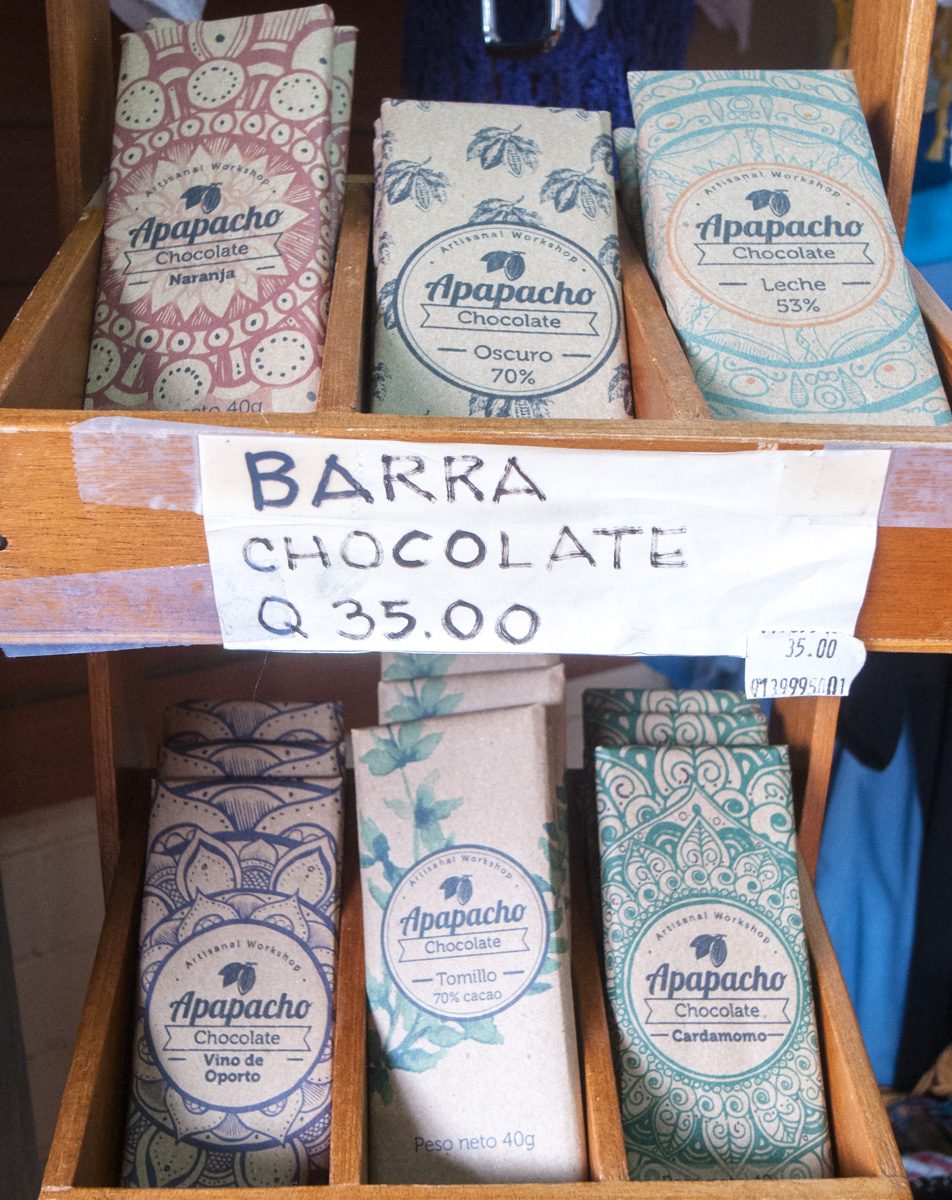 Artisanal Workshop
Apapacho
Chocolate
Naranja
neto 40g
Artisanal Workshop
Apapacho
Chocolate
Oscuro
70%
Artisanal Workshop
Apapacho
Chocolate
Leche
53%
BARRA
CHOCOLATE
Q 35.00
35.00
Artisanal Workshop
Apapacho
Chocolate
Vino de
Oporto
Artisanal Workshop
Apapacho
Chocolate
Tomillo
70% cacao
Peso neto 40g
Artisanal Workshop
Apapacho
Chocolate
Cardamomo